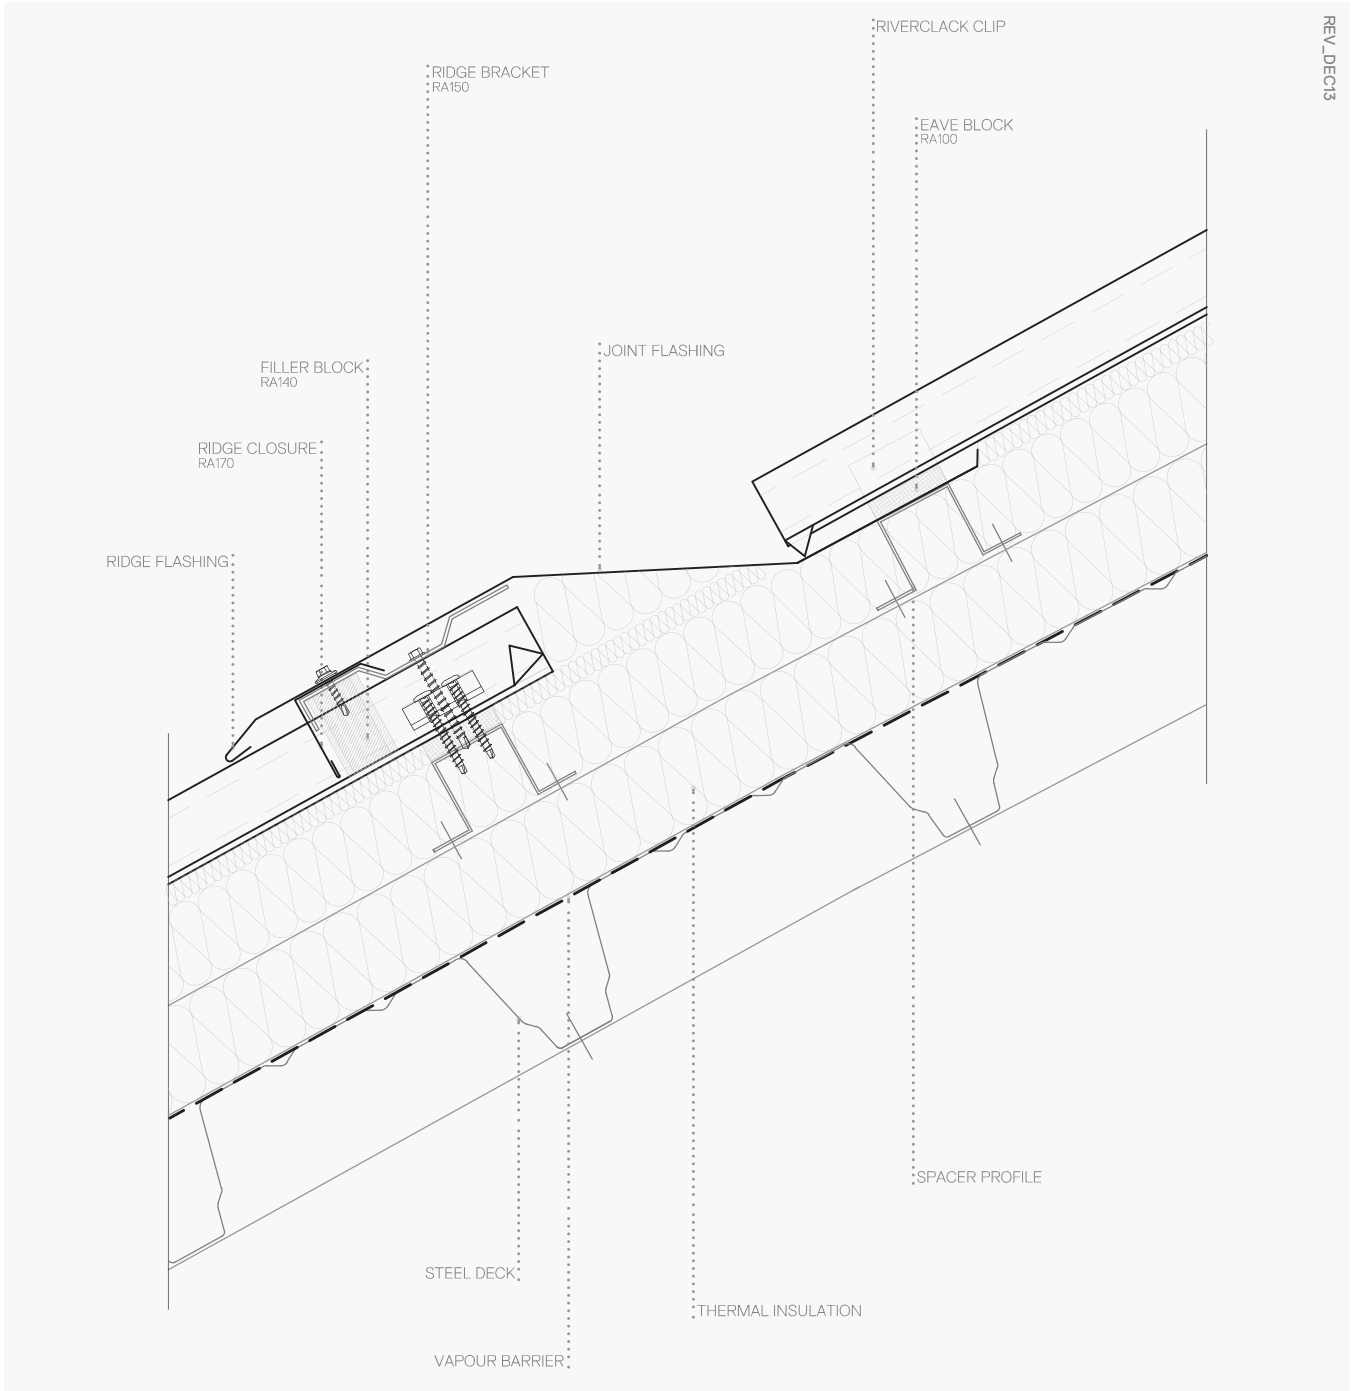 RIVERCLACK CLIP
REV_DEC13
RIDGE BRACKET
RA150
EAVE BLOCK
RA100
JOINT FLASHING
FILLER BLOCK
RA140
RIDGE CLOSURE
RA170
RIDGE FLASHING
SPACER PROFILE
STEEL DECK
THERMAL INSULATION
VAPOUR BARRIER